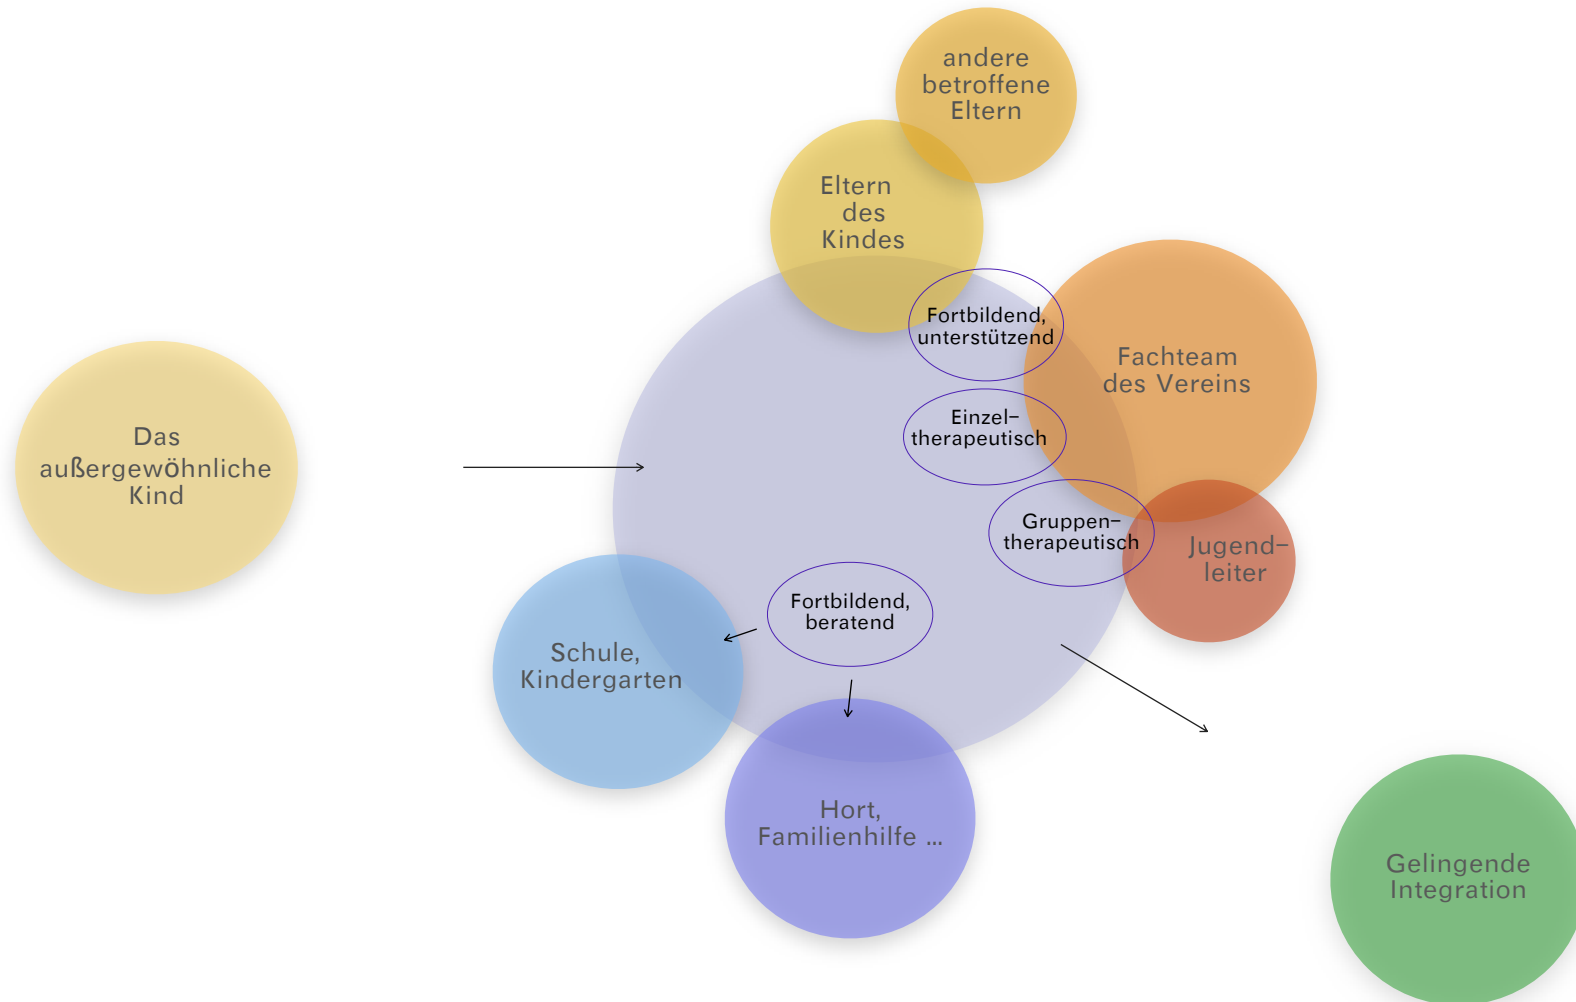 andere
betroffene
Eltern
Eltern
des
Kindes
Fortbildend,
unterstützend
Fachteam
des Vereins
Das
außergewöhnliche
Kind
Einzel–
therapeutisch
Gruppen–
therapeutisch
Jugend–
leiter
Fortbildend,
beratend
Schule,
Kindergarten
Hort,
Familienhilfe ...
Gelingende
Integration